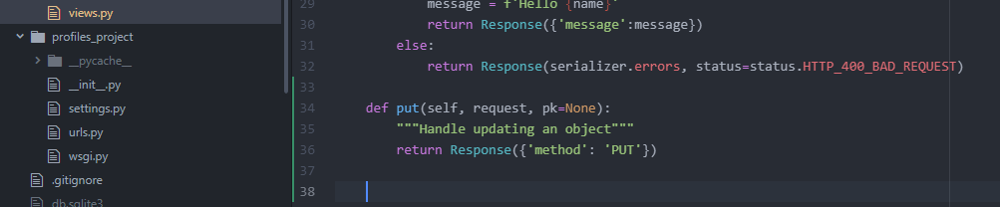 views.py
profiles_project
__pycache__
__init__.py
settings.py
urls.py
wsgi.py
.gitignore
db.sqlite3
29 message = f'Hello {name}'
30 return Response({'message':message})
31 else:
32 return Response(serializer.errors, status=status.HTTP_400_BAD_REQUEST)
33
34 def put(self, request, pk=None):
35 """Handle updating an object"""
36 return Response({'method': 'PUT'})
37
38